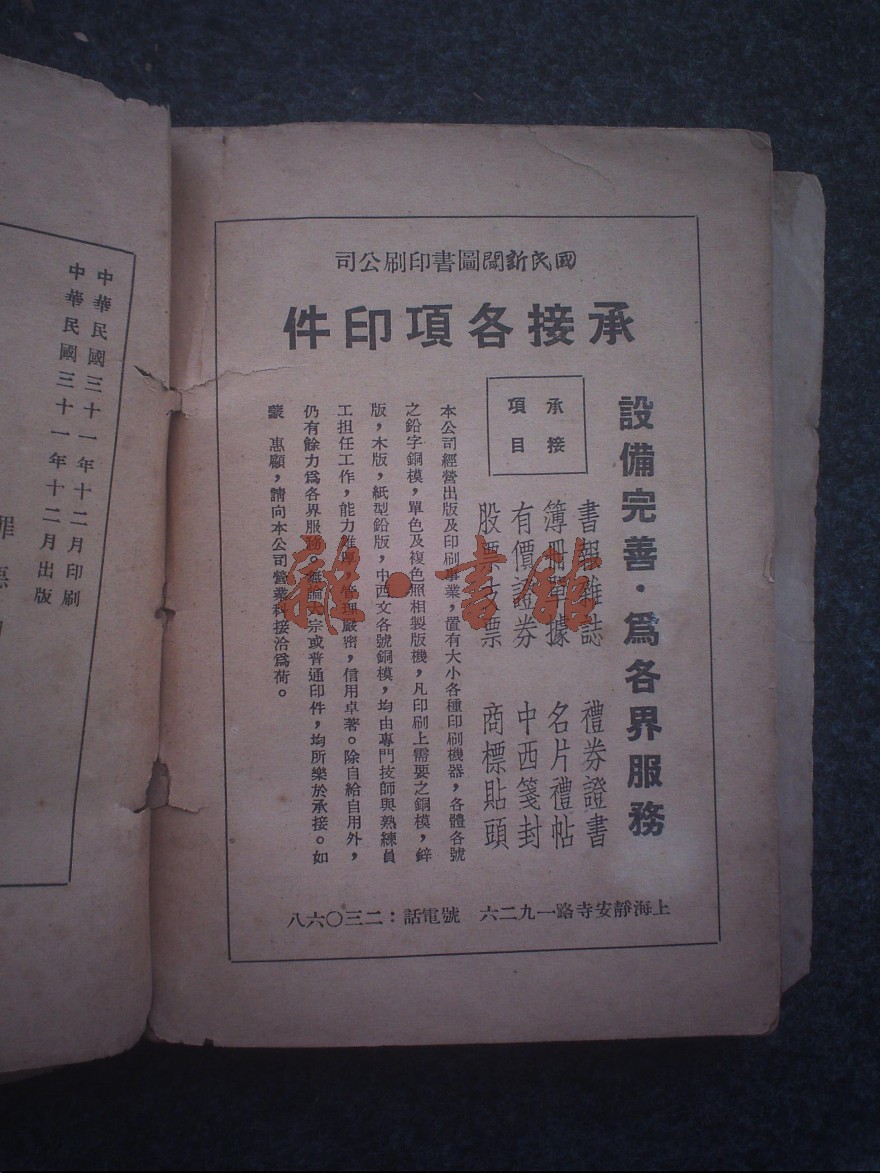 國民新聞圖書印刷公司
承接各項印件
設備完善·為各界服務
承接
項目
書報雜誌 禮券證書
簿冊單據 名片禮帖
有價證券 中西箋封
股票支票 商標貼頭
本公司經營出版及印刷事業，置有大小各種印刷機器，各體各號
之鉛字銅模，單色及複色照相製版機，凡印刷上需要之銅模，鋅
版，木版，紙型鉛版，中西文各號銅模，均由專門技師與熟練員
工担任工作，能力雄厚，管理嚴密，信用卓著。除自給自用外，
仍有餘力為各界服務。無論大宗或普通印件，均所樂於承接。如
蒙 惠顧，請向本公司營業科接洽為荷。
上海靜安寺路一九二六號 電話：二三〇六八
中華民國三十一年十二月印刷
中華民國三十一年十二月出版
雜·書館